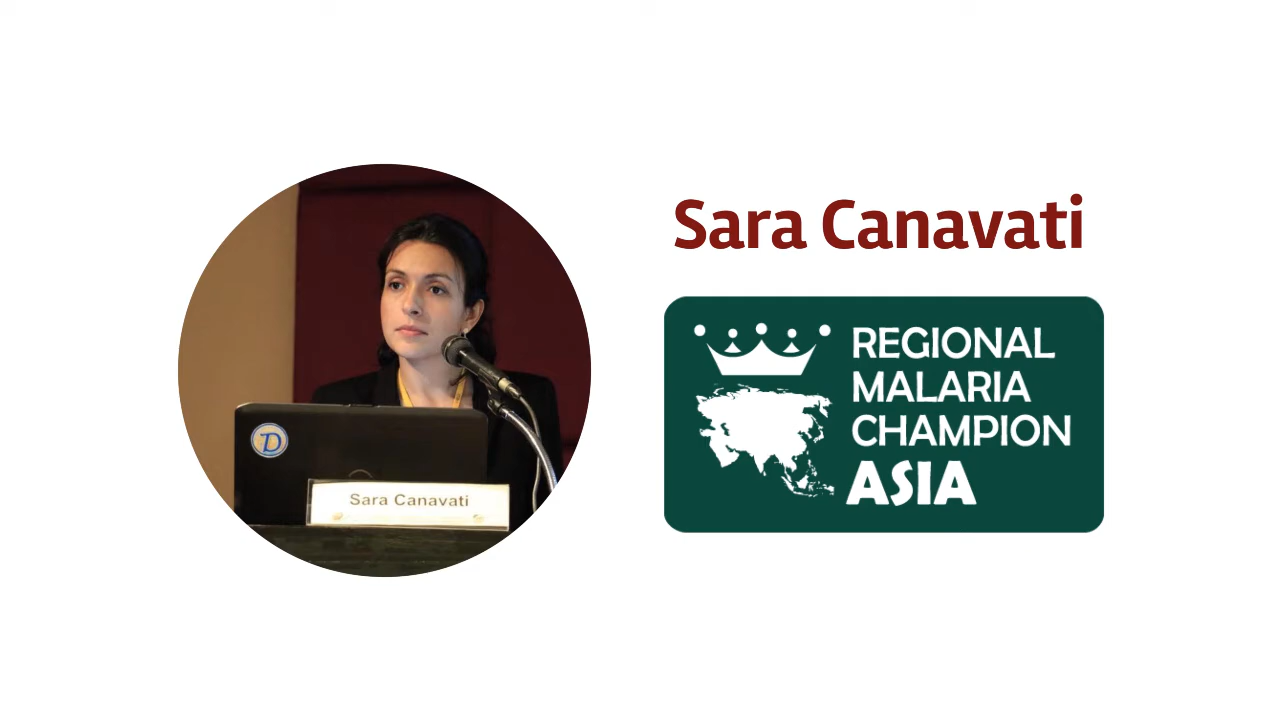 Sara Canavati
REGIONAL
MALARIA
CHAMPION
ASIA
D
Sara Canavati